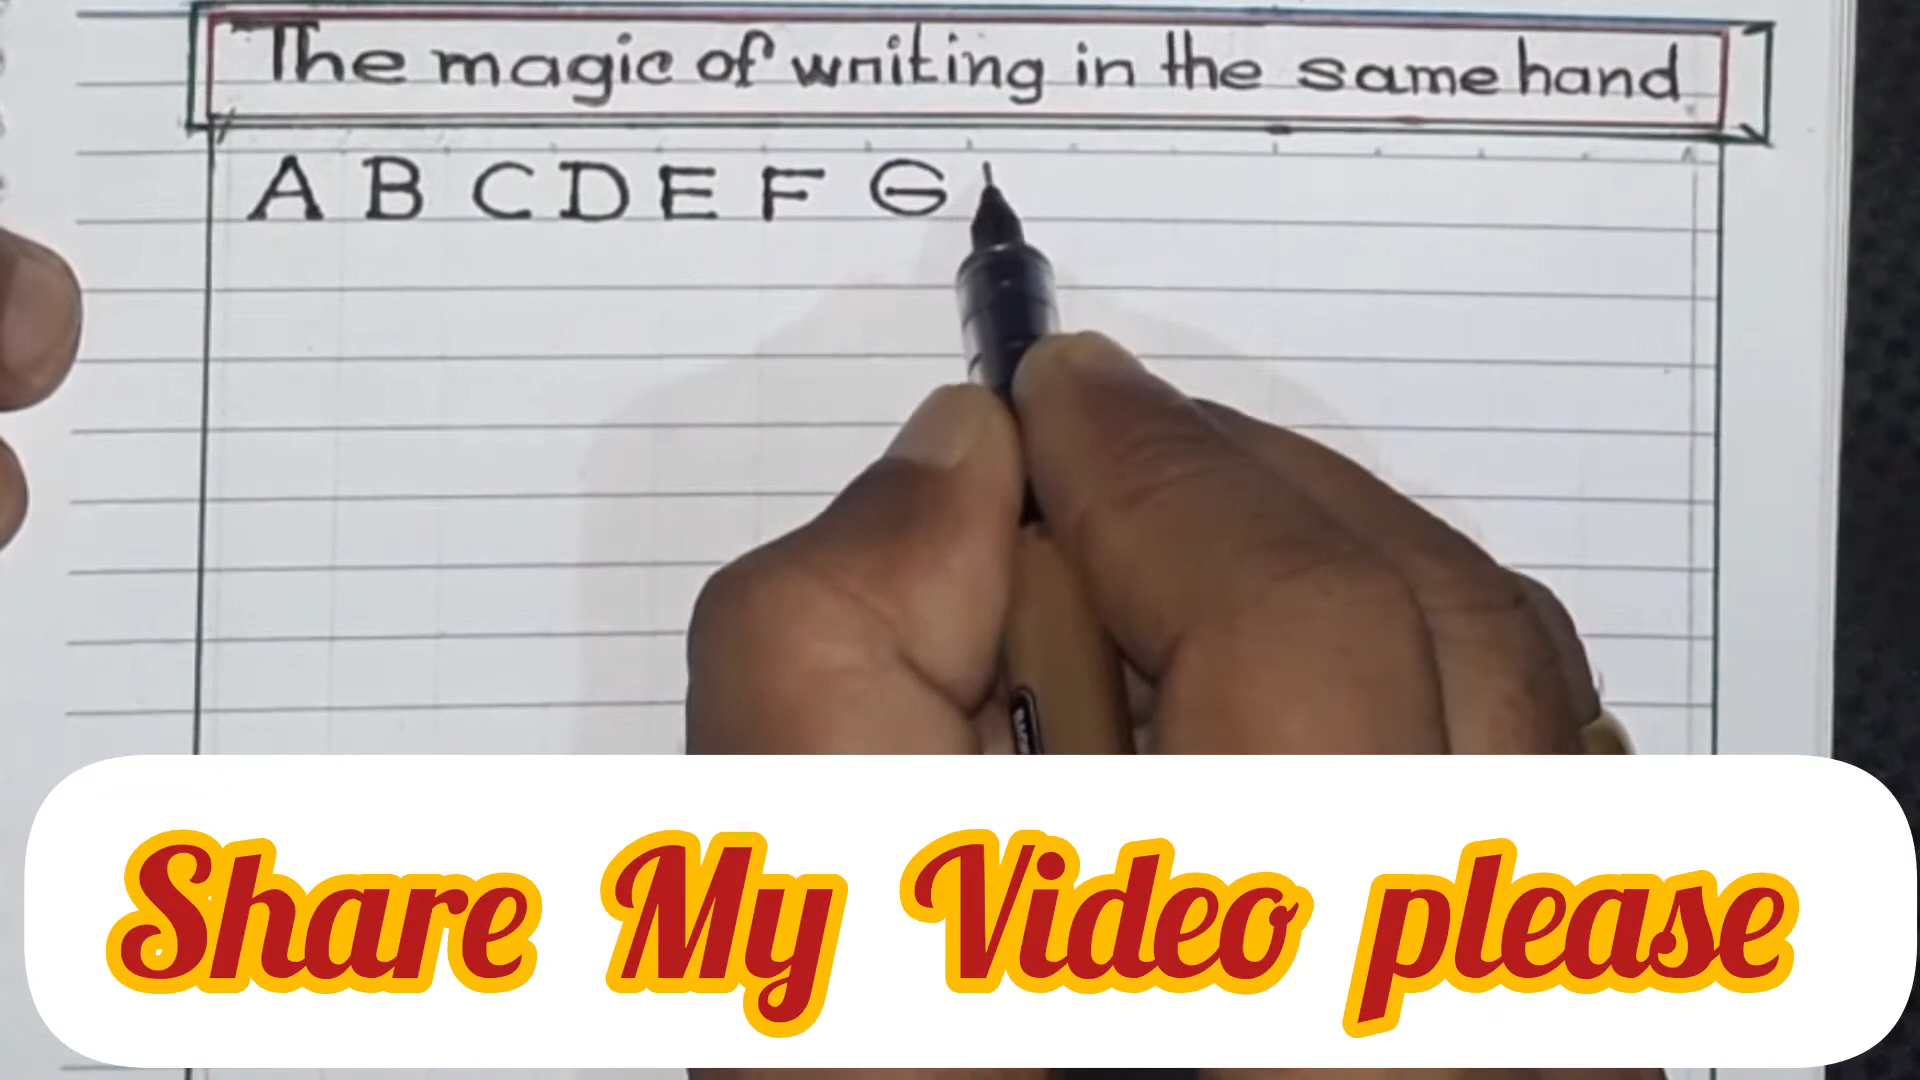 The magic of writing in the same hand
A B C D E F G
Share My Video please